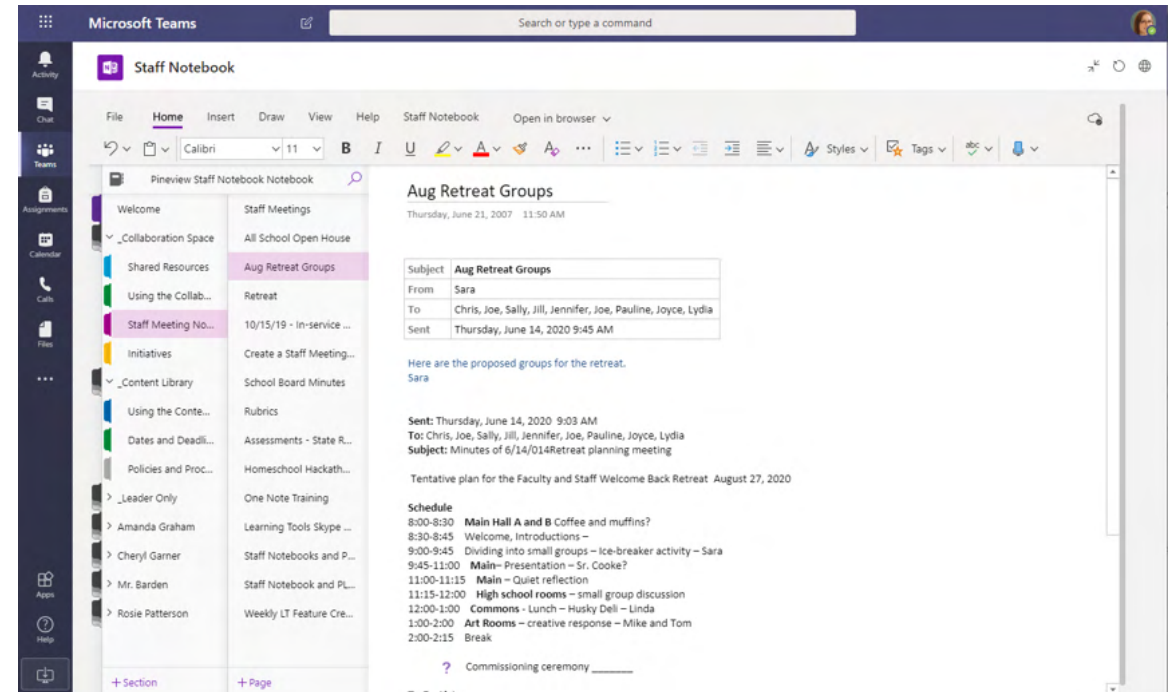 Microsoft Teams
Search or type a command
Activity
Chat
Teams
Assignments
Calendar
Calls
Files
Apps
Help
Staff Notebook
File Home Insert Draw View Help Staff Notebook Open in browser
Calibri 11 B I U A A Styles Tags abc
Pineview Staff Notebook Notebook
Welcome
_Collaboration Space
Shared Resources
Using the Collab...
Staff Meeting No...
Initiatives
_Content Library
Using the Conte...
Dates and Deadli...
Policies and Proc...
_Leader Only
Amanda Graham
Cheryl Garner
Mr. Barden
Rosie Patterson
+ Section
Staff Meetings
All School Open House
Aug Retreat Groups
Retreat
10/15/19 - In-service ...
Create a Staff Meeting...
School Board Minutes
Rubrics
Assessments - State R...
Homeschool Hackath...
One Note Training
Learning Tools Skype ...
Staff Notebooks and P...
Staff Notebook and PL...
Weekly LT Feature Cre...
+ Page
Aug Retreat Groups
Thursday, June 21, 2007 11:50 AM
Subject Aug Retreat Groups
From Sara
To Chris, Joe, Sally, Jill, Jennifer, Joe, Pauline, Joyce, Lydia
Sent Thursday, June 14, 2020 9:45 AM
Here are the proposed groups for the retreat.
Sara
Sent: Thursday, June 14, 2020 9:03 AM
To: Chris, Joe, Sally, Jill, Jennifer, Joe, Pauline, Joyce, Lydia
Subject: Minutes of 6/14/014Retreat planning meeting
Tentative plan for the Faculty and Staff Welcome Back Retreat August 27, 2020
Schedule
8:00-8:30 Main Hall A and B Coffee and muffins?
8:30-8:45 Welcome, Introductions –
9:00-9:45 Dividing into small groups – Ice-breaker activity – Sara
9:45-11:00 Main– Presentation – Sr. Cooke?
11:00-11:15 Main – Quiet reflection
11:15-12:00 High school rooms – small group discussion
12:00-1:00 Commons - Lunch – Husky Deli – Linda
1:00-2:00 Art Rooms – creative response – Mike and Tom
2:00-2:15 Break
? Commissioning ceremony _______